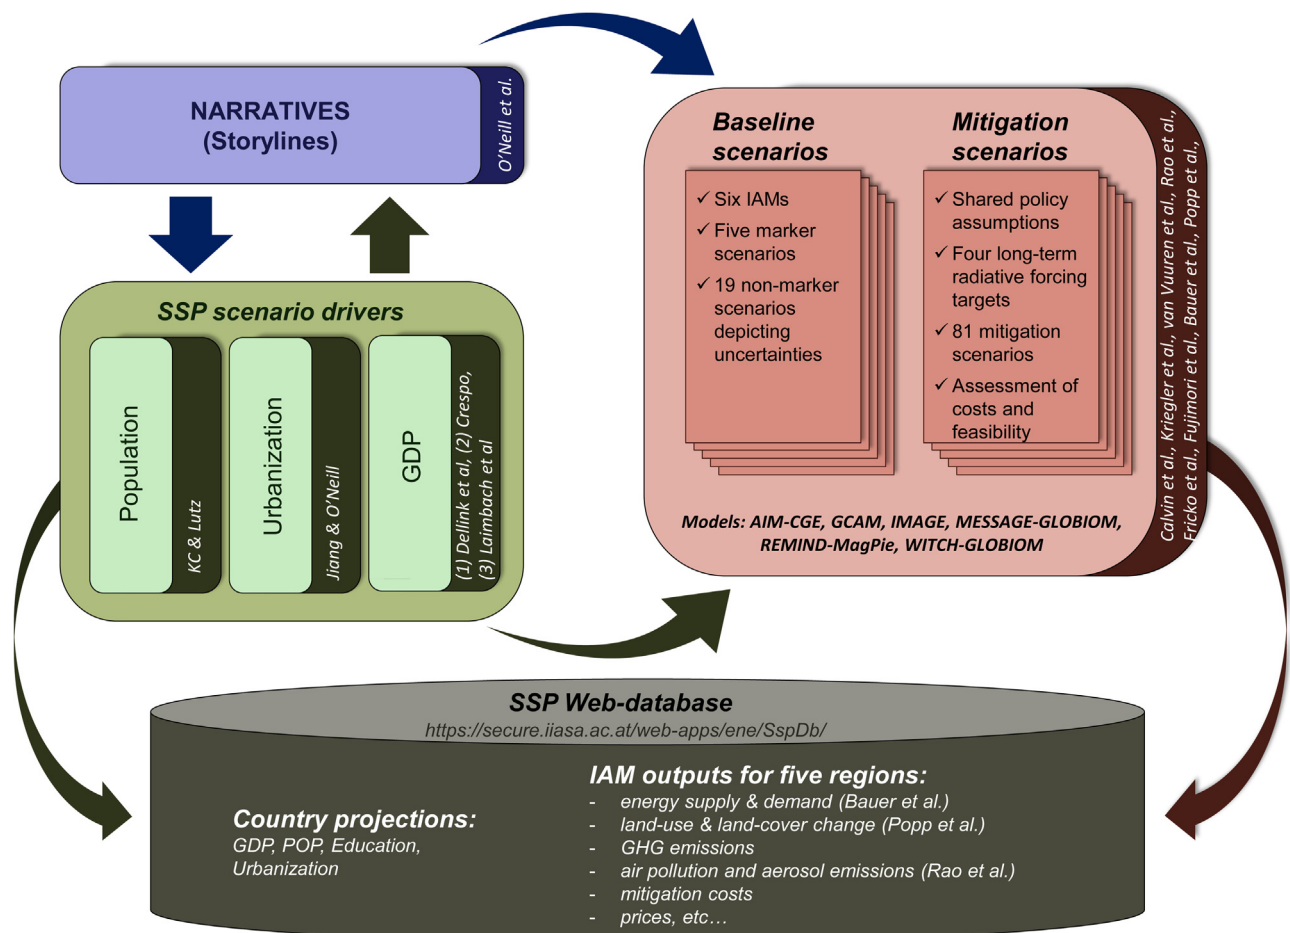 NARRATIVES
(Storylines)
O’Neill et al.
SSP scenario drivers
Population
KC & Lutz
Urbanization
Jiang & O’Neill
GDP
(1) Dellink et al, (2) Crespo,
(3) Laimbach et al
Baseline
scenarios
✓ Six IAMs
✓ Five marker
scenarios
✓ 19 non-marker
scenarios
depicting
uncertainties
Mitigation
scenarios
✓ Shared policy
assumptions
✓ Four long-term
radiative forcing
targets
✓ 81 mitigation
scenarios
✓ Assessment of
costs and
feasibility
Models: AIM-CGE, GCAM, IMAGE, MESSAGE-GLOBIOM,
REMIND-MagPie, WITCH-GLOBIOM
Calvin et al., Kriegler et al., van Vuuren et al., Rao et al.,
Fricko et al., Fujimori et al., Bauer et al., Popp et al.,
SSP Web-database
https://secure.iiasa.ac.at/web-apps/ene/SspDb/
Country projections:
GDP, POP, Education,
Urbanization
IAM outputs for five regions:
- energy supply & demand (Bauer et al.)
- land-use & land-cover change (Popp et al.)
- GHG emissions
- air pollution and aerosol emissions (Rao et al.)
- mitigation costs
- prices, etc…